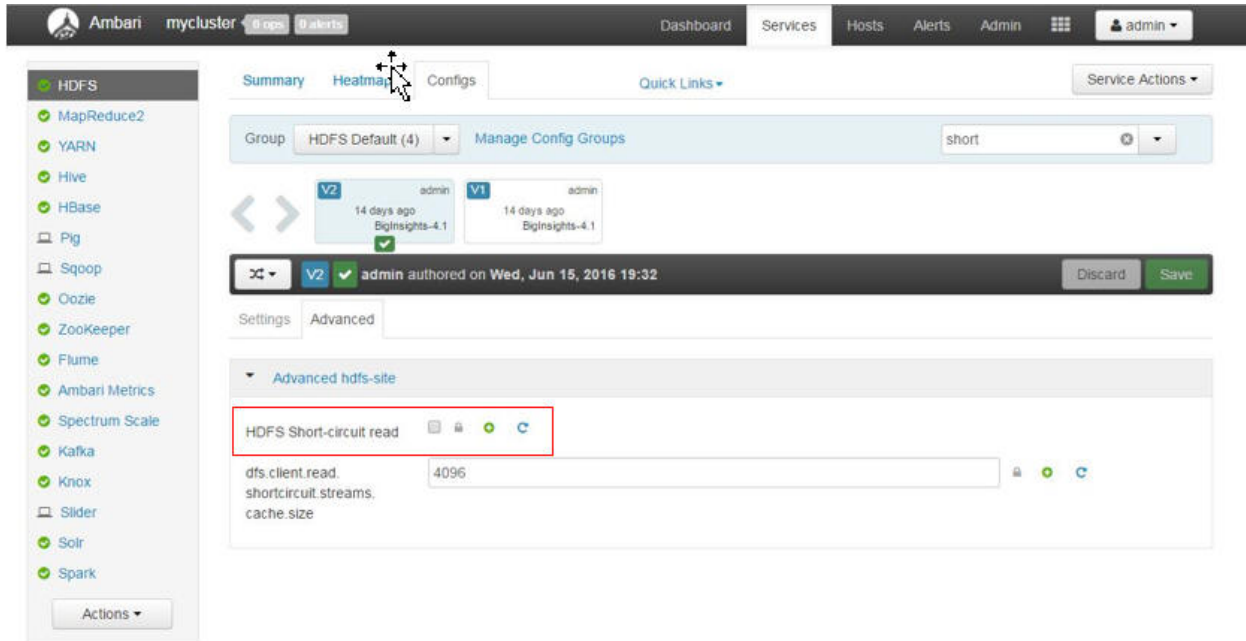 Ambari mycluster 0 ops 0 alerts Dashboard Services Hosts Alerts Admin admin
HDFS
MapReduce2
YARN
Hive
HBase
Pig
Sqoop
Oozie
ZooKeeper
Flume
Ambari Metrics
Spectrum Scale
Kafka
Knox
Slider
Solr
Spark
Actions
Summary Heatmap Configs Quick Links Service Actions
Group HDFS Default (4) Manage Config Groups short
V2 admin
14 days ago
BigInsights-4.1
V1 admin
14 days ago
BigInsights-4.1
V2 admin authored on Wed, Jun 15, 2016 19:32 Discard Save
Settings Advanced
Advanced hdfs-site
HDFS Short-circuit read
dfs.client.read.
shortcircuit.streams.
cache.size
4096